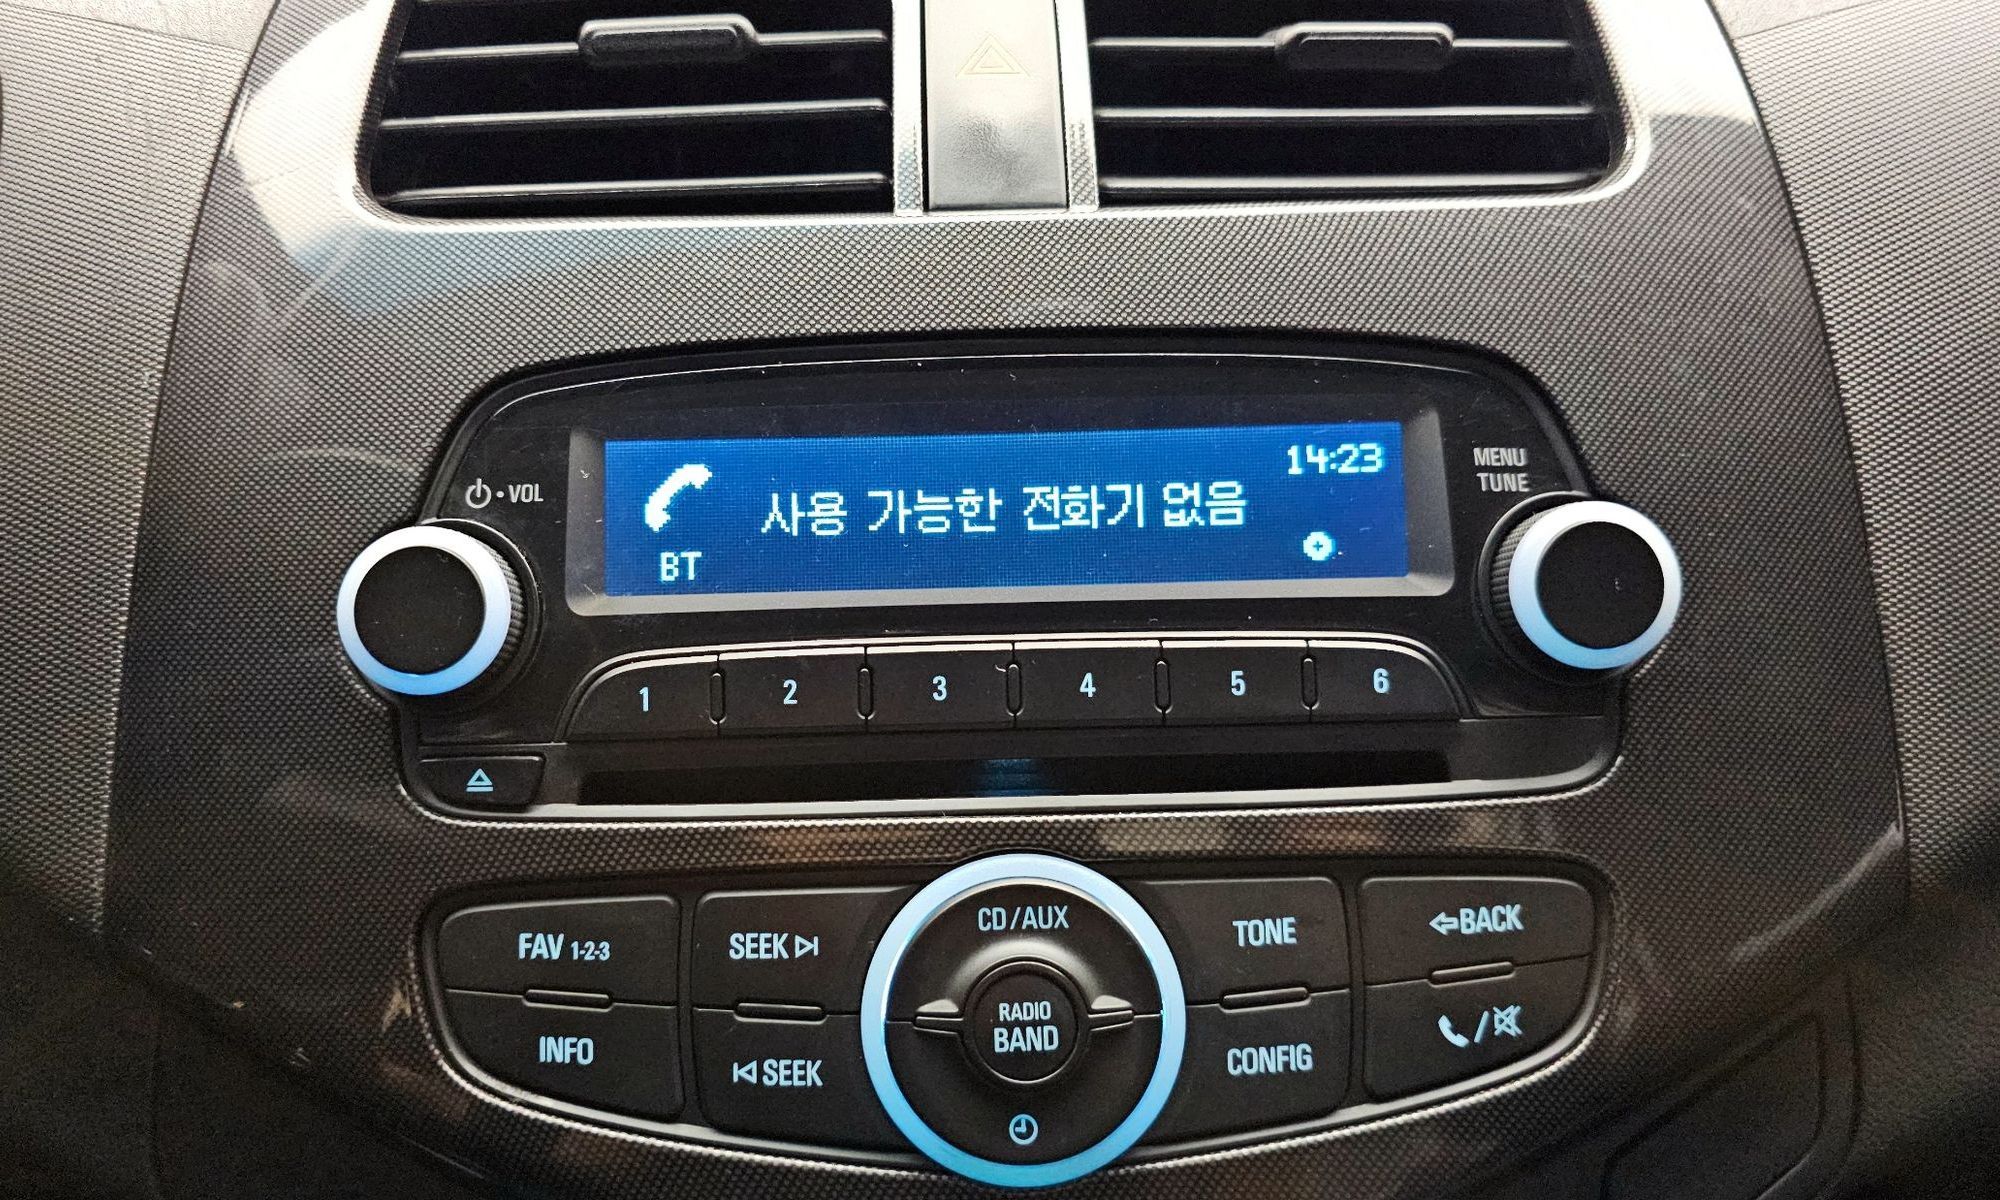 14:23
사용 가능한 전화기 없음
BT
VOL
MENU
TUNE
1 2 3 4 5 6
FAV 1-2-3
SEEK
CD/AUX
TONE
BACK
RADIO
BAND
INFO
SEEK
CONFIG